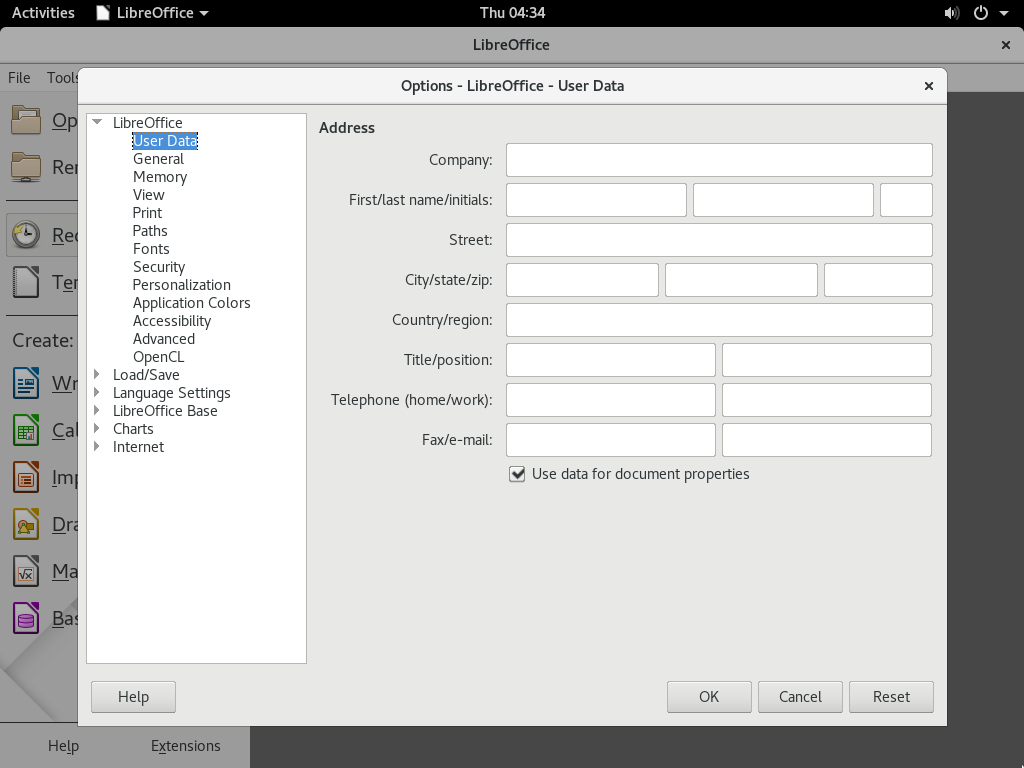 Activities LibreOffice Thu 04:34
LibreOffice
File Tools
Options - LibreOffice - User Data
LibreOffice
User Data
General
Memory
View
Print
Paths
Fonts
Security
Personalization
Application Colors
Accessibility
Advanced
OpenCL
Load/Save
Language Settings
LibreOffice Base
Charts
Internet
Address
Company:
First/last name/initials:
Street:
City/state/zip:
Country/region:
Title/position:
Telephone (home/work):
Fax/e-mail:
Use data for document properties
Help OK Cancel Reset
Op
Re
Rec
Te
Create:
Wr
Cal
Imp
Dra
Ma
Bas
Help Extensions